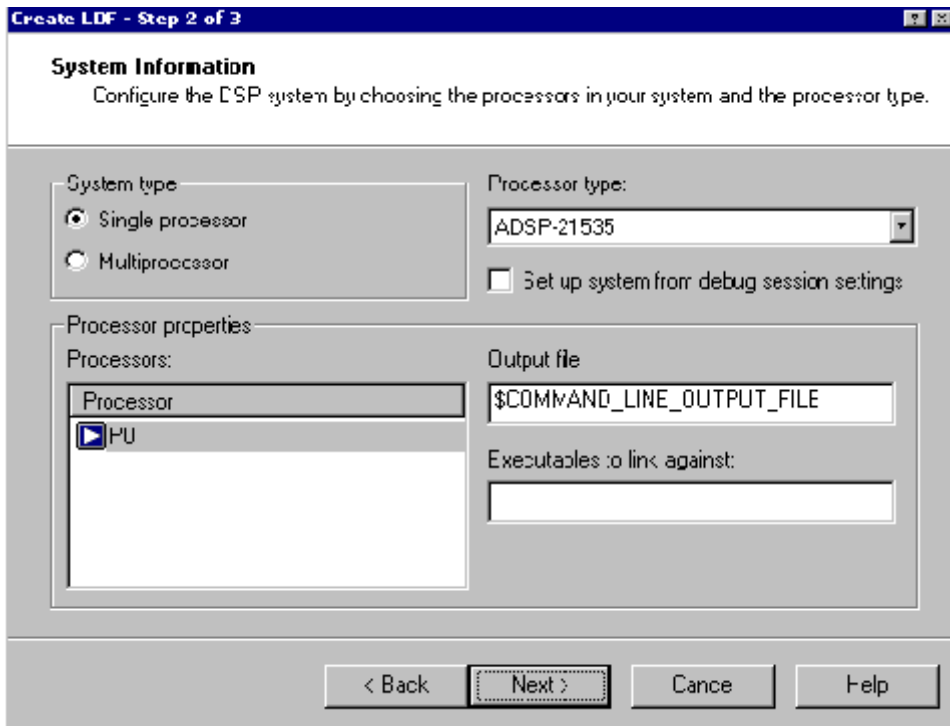 Create LDF - Step 2 of 3
System Information
Configure the DSP system by choosing the processors in your system and the processor type.
System type
Single processor
Multiprocessor
Processor type:
ADSP-21535
Set up system from debug session settings
Processor properties
Processors:
Processor
P0
Output file
$COMMAND_LINE_OUTPUT_FILE
Executables to link against:
< Back
Next >
Cancel
Help